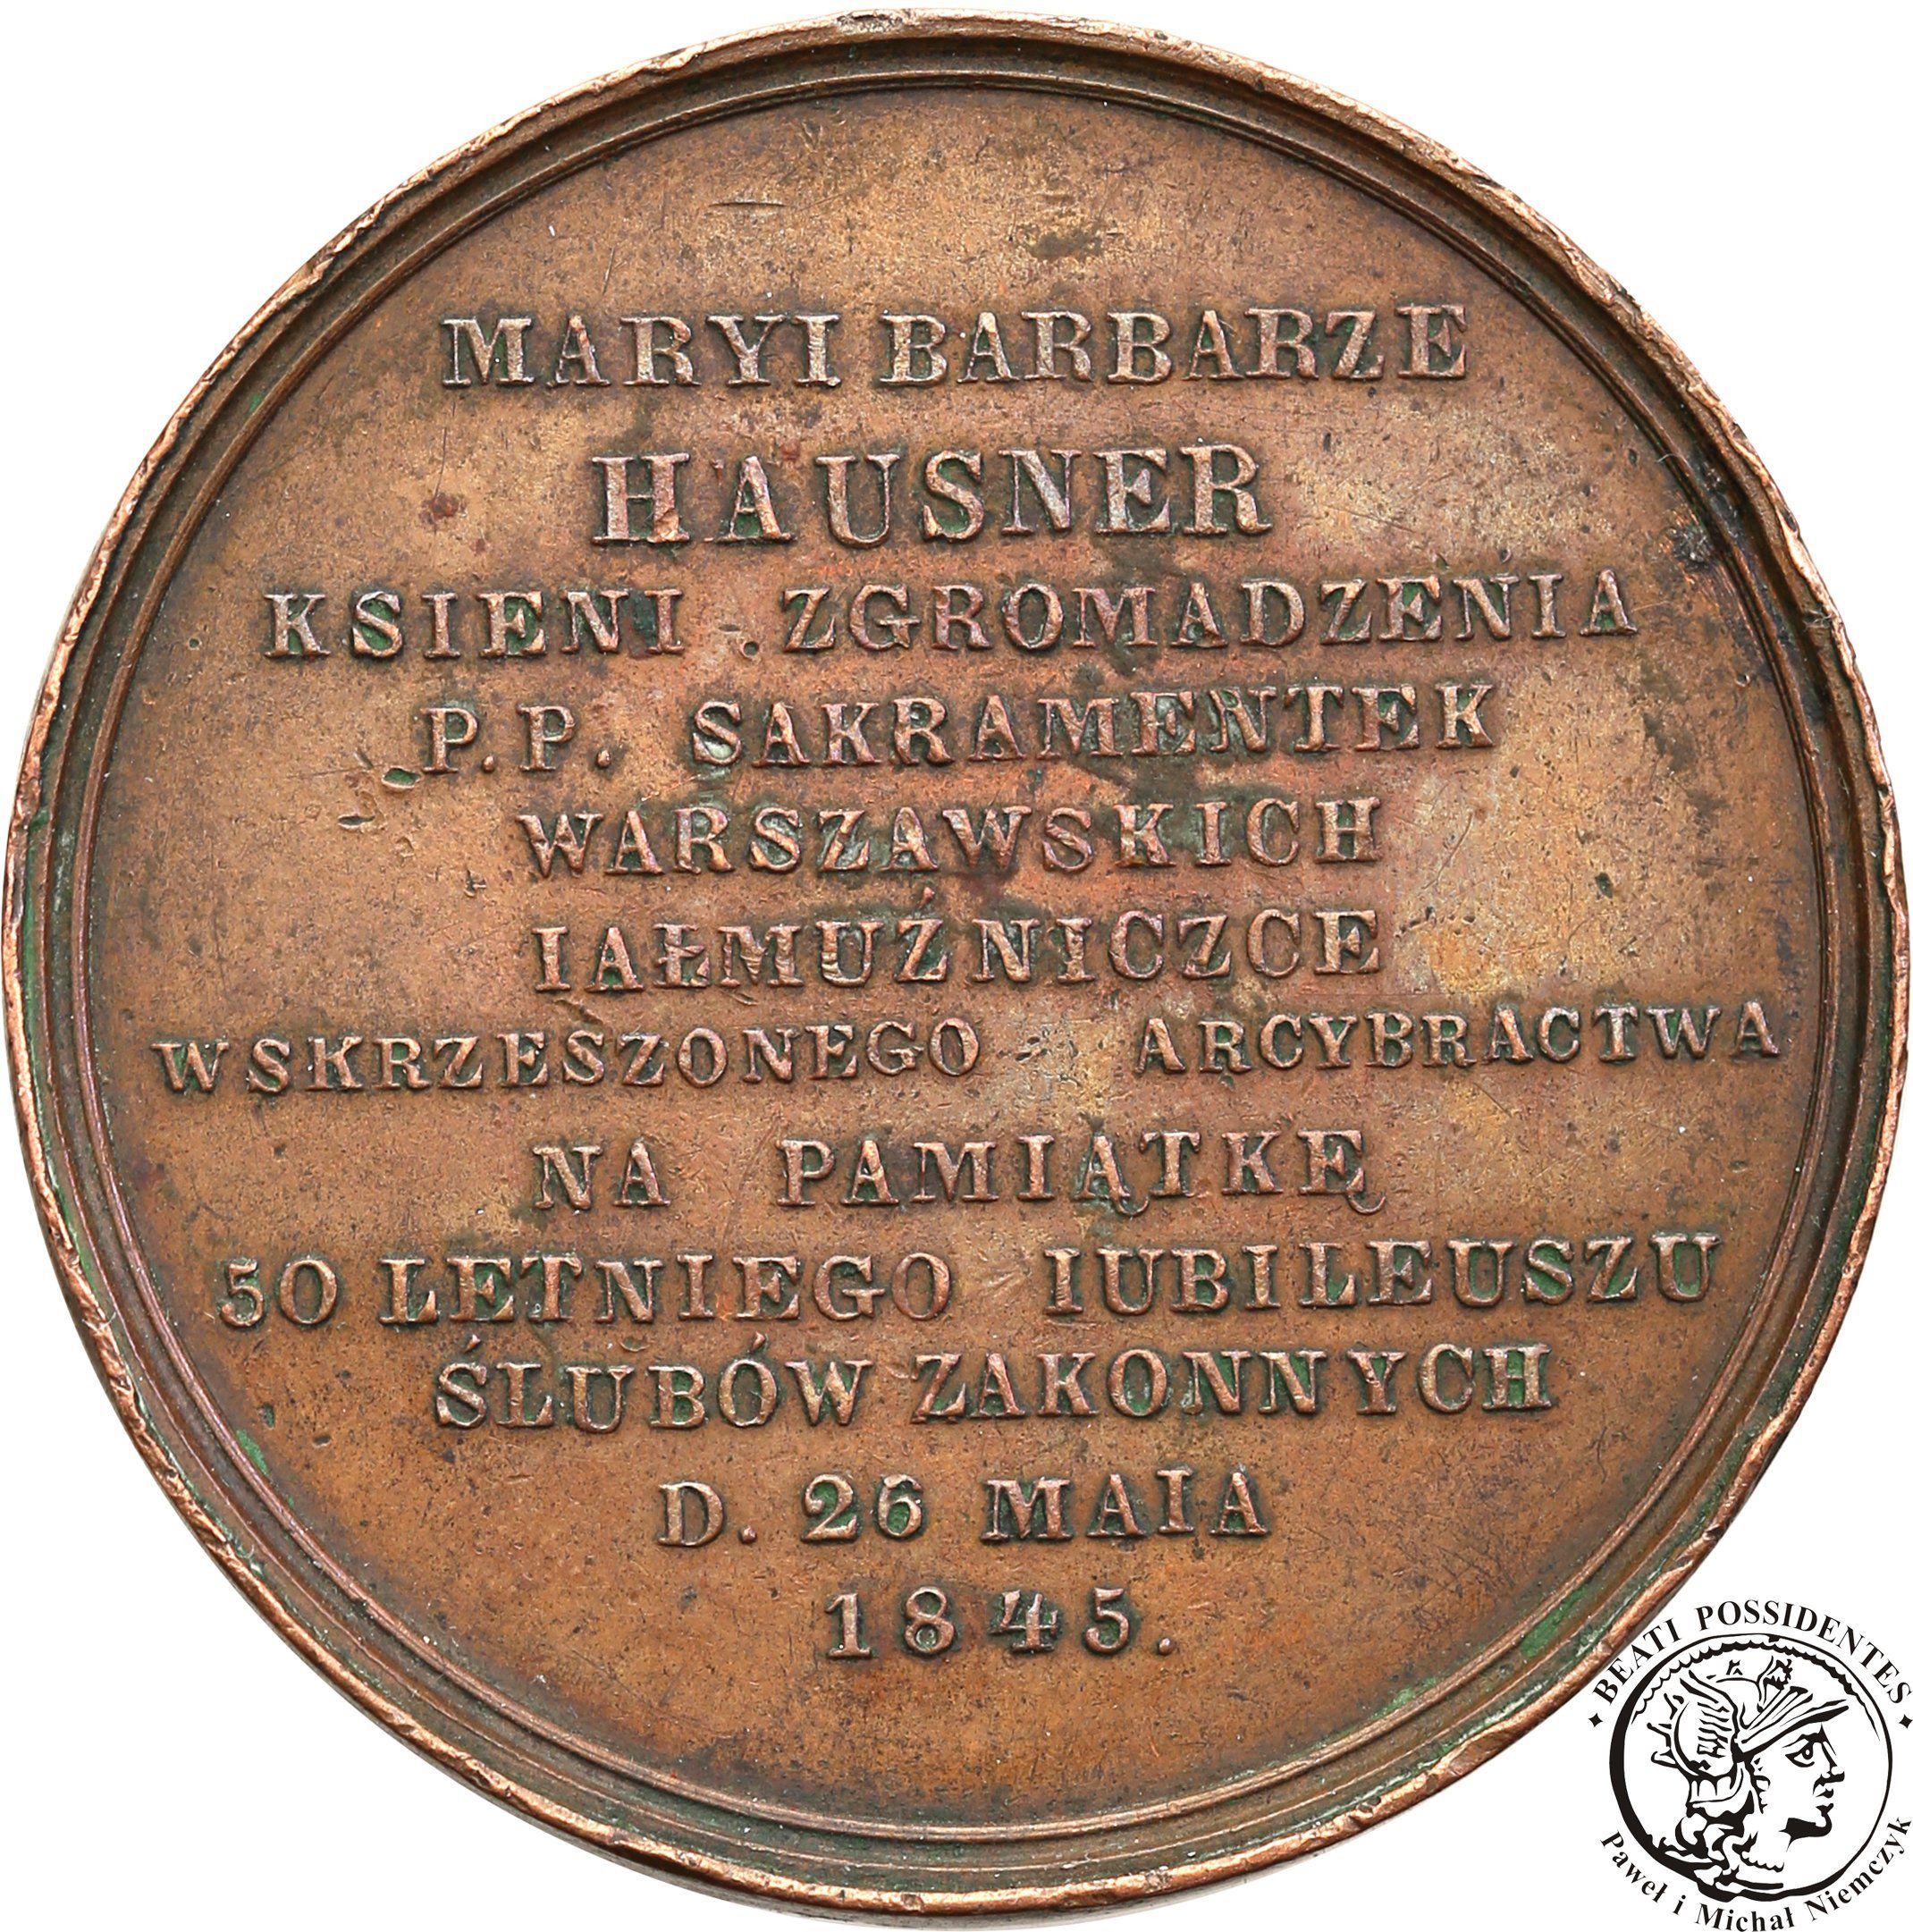 MARYI BARBARZE
HAUSNER
KSIENI ZGROMADZENIA
P.P. SAKRAMENTEK
WARSZAWSKICH
IAŁMUŹNICZCE
WSKRZESZONEGO ARCYBRACTWA
NA PAMIĄTKĘ
50 LETNIEGO IUBILEUSZU
ŚLUBÓW ZAKONNYCH
D. 26 MAIA
1845.
BEATI POSSIDENTES
Paweł i Michał Niemczyk